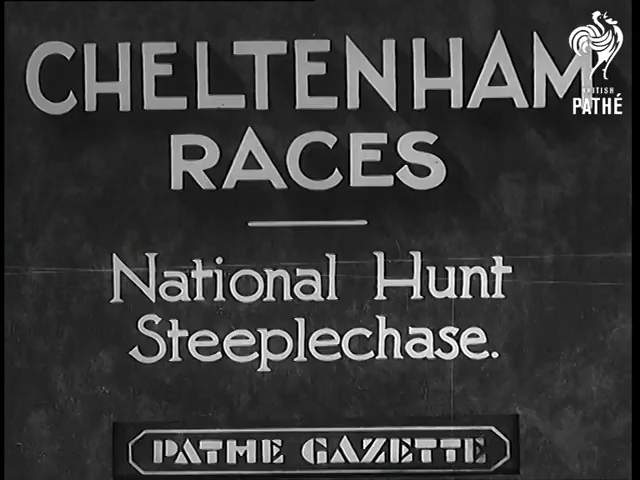 CHELTENHAM
RACES
National Hunt
Steeplechase.
PATHE GAZETTE
BRITISH
PATHÉ